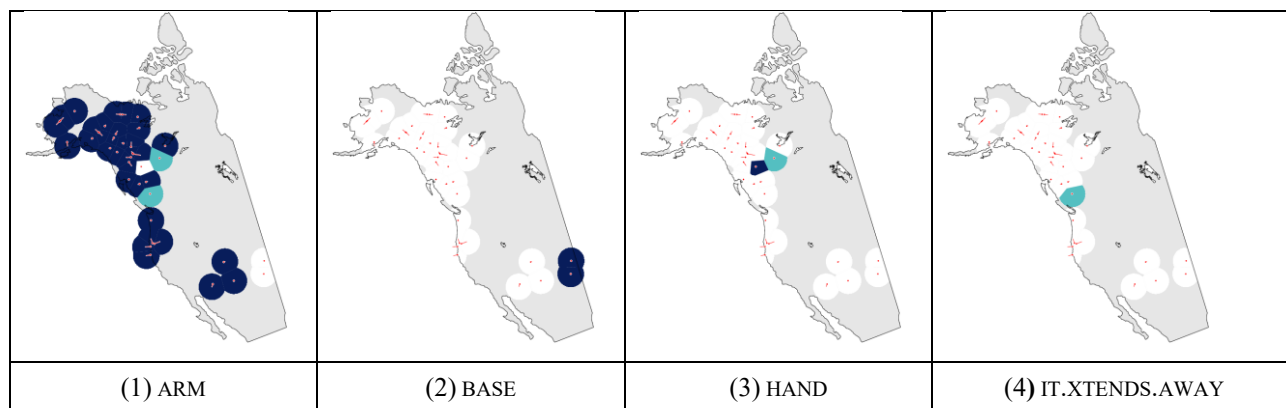 (1) ARM
(2) BASE
(3) HAND
(4) IT.XTENDS.AWAY